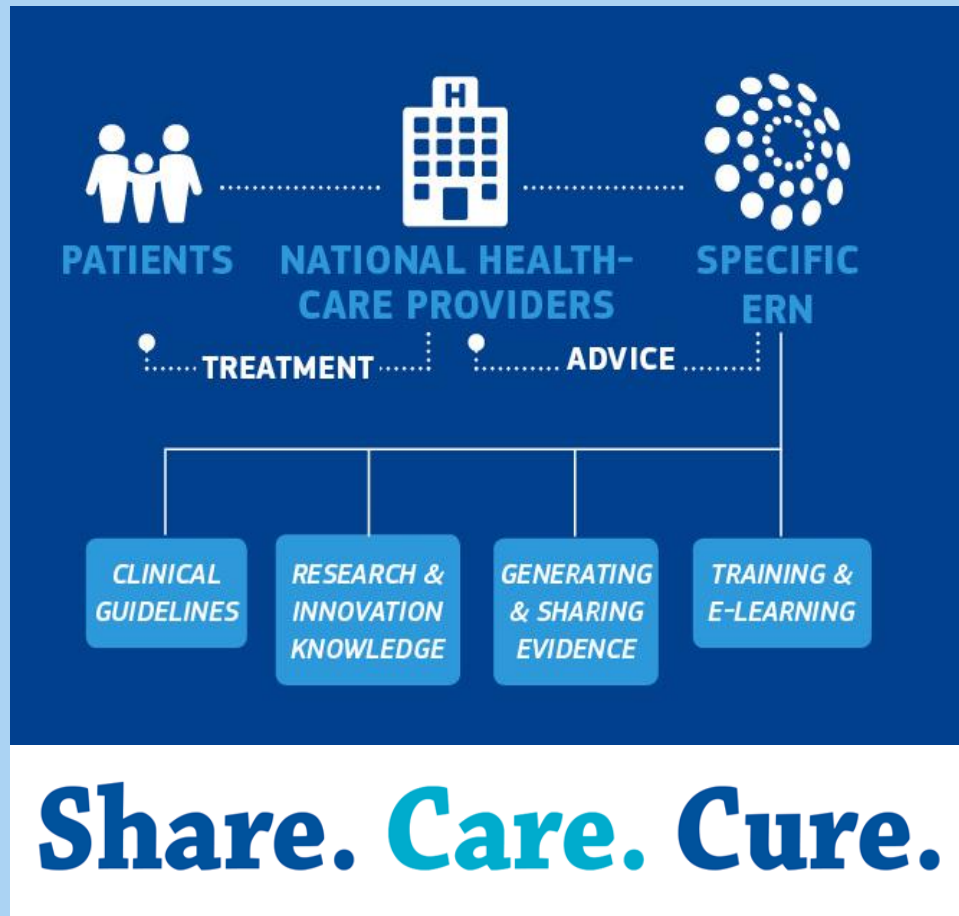 H
PATIENTS
NATIONAL HEALTH-
CARE PROVIDERS
SPECIFIC
ERN
TREATMENT
ADVICE
CLINICAL
GUIDELINES
RESEARCH &
INNOVATION
KNOWLEDGE
GENERATING
& SHARING
EVIDENCE
TRAINING &
E-LEARNING
Share. Care. Cure.